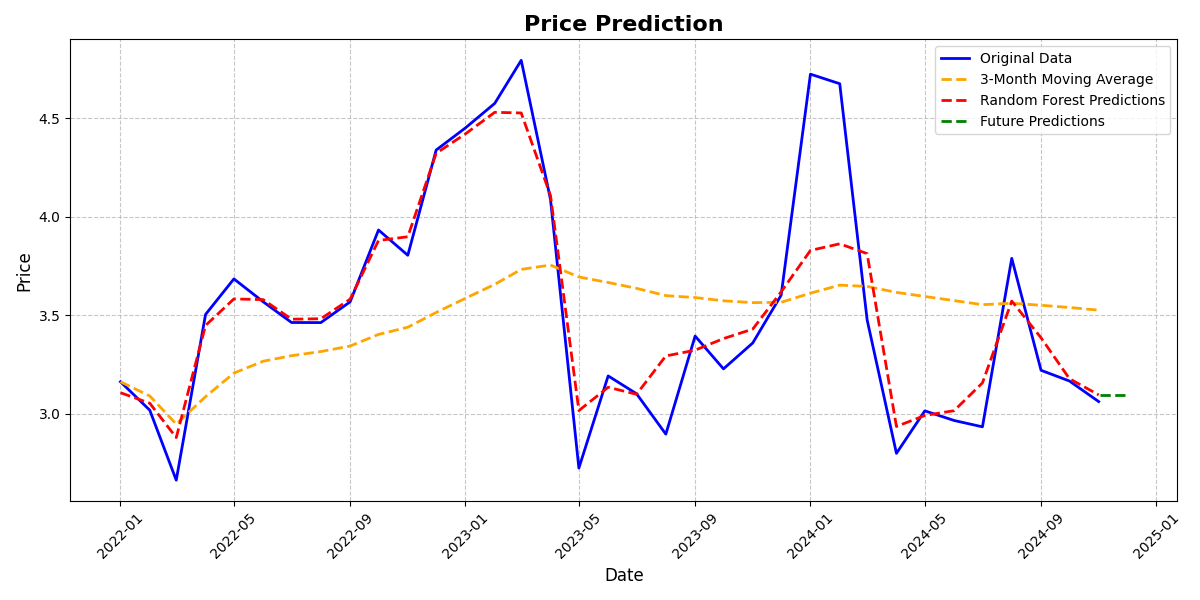 Price Prediction
Original Data
3-Month Moving Average
Random Forest Predictions
Future Predictions
Price
4.5
4.0
3.5
3.0
2022-01
2022-05
2022-09
2023-01
2023-05
2023-09
2024-01
2024-05
2024-09
2025-01
Date